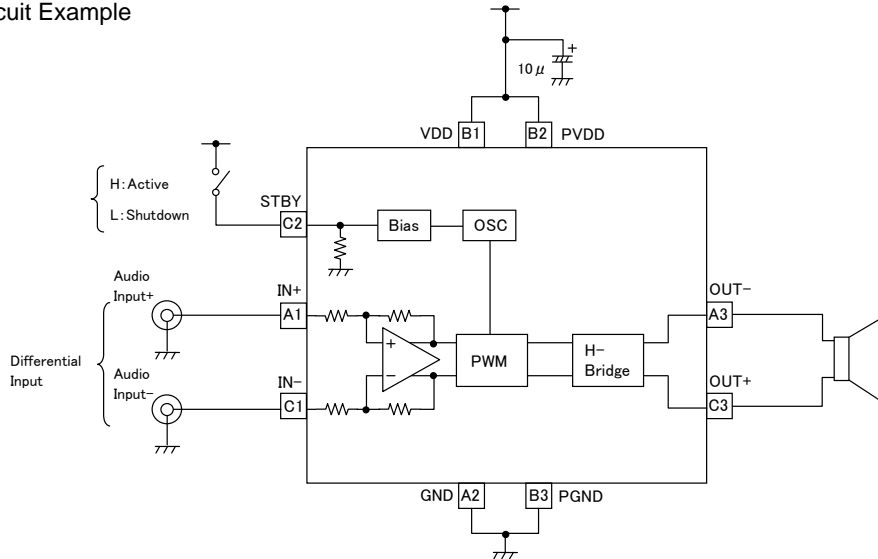 cuit Example
10μ
VDD B1 B2 PVDD
H:Active
L:Shutdown
STBY
C2
Bias
OSC
Audio
Input+
IN+
A1
OUT-
A3
Differential
Input
Audio
Input-
IN-
C1
+
-
PWM
H-
Bridge
OUT+
C3
GND A2 B3 PGND
+